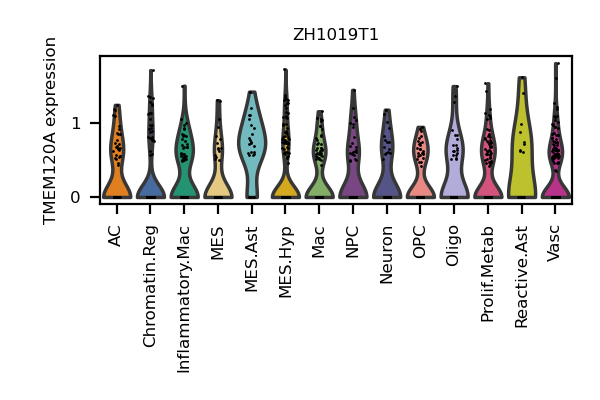 ZH1019T1
TMEM120A expression
1
0
AC
Chromatin.Reg
Inflammatory.Mac
MES
MES.Ast
MES.Hyp
Mac
NPC
Neuron
OPC
Oligo
Prolif.Metab
Reactive.Ast
Vasc